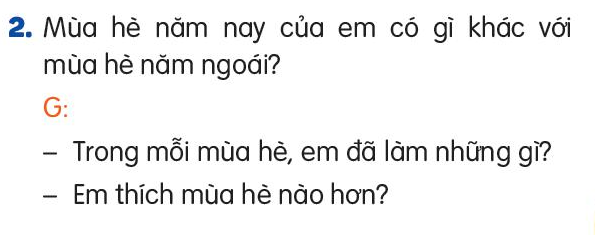 2. Mùa hè năm nay của em có gì khác với
mùa hè năm ngoái?
G:
– Trong mỗi mùa hè, em đã làm những gì?
– Em thích mùa hè nào hơn?